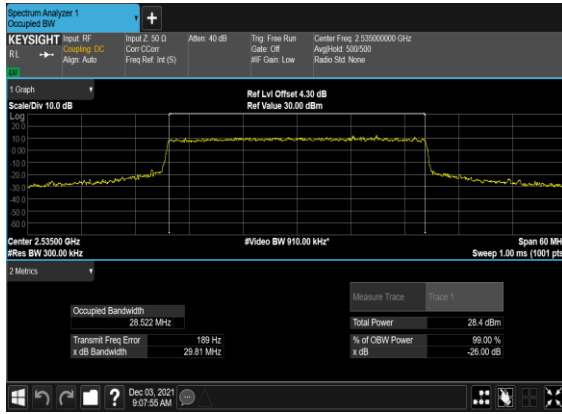 Spectrum Analyzer 1
Occupied BW
+
KEYSIGHT
RL
LXI
Input: RF
Coupling: DC
Align: Auto
Input Z: 50 Ω
Corr CCorr
Freq Ref: Int (S)
Atten: 40 dB
Trig: Free Run
Gate: Off
#IF Gain: Low
Center Freq: 2.535000000 GHz
Avg|Hold: 500/500
Radio Std: None
1 Graph
Scale/Div 10.0 dB
Ref Lvl Offset 4.30 dB
Ref Value 30.00 dBm
Log
20.0
10.0
0.00
-10.0
-20.0
-30.0
-40.0
-50.0
-60.0
Center 2.53500 GHz
#Res BW 300.00 kHz
#Video BW 910.00 kHz*
Span 60 MH
Sweep 1.00 ms (1001 pts
2 Metrics
Measure Trace Trace 1
Occupied Bandwidth
28.522 MHz
Total Power 28.4 dBm
Transmit Freq Error 189 Hz
% of OBW Power 99.00 %
x dB Bandwidth 29.81 MHz
x dB -26.00 dB
?
Dec 03, 2021
9:07:55 AM